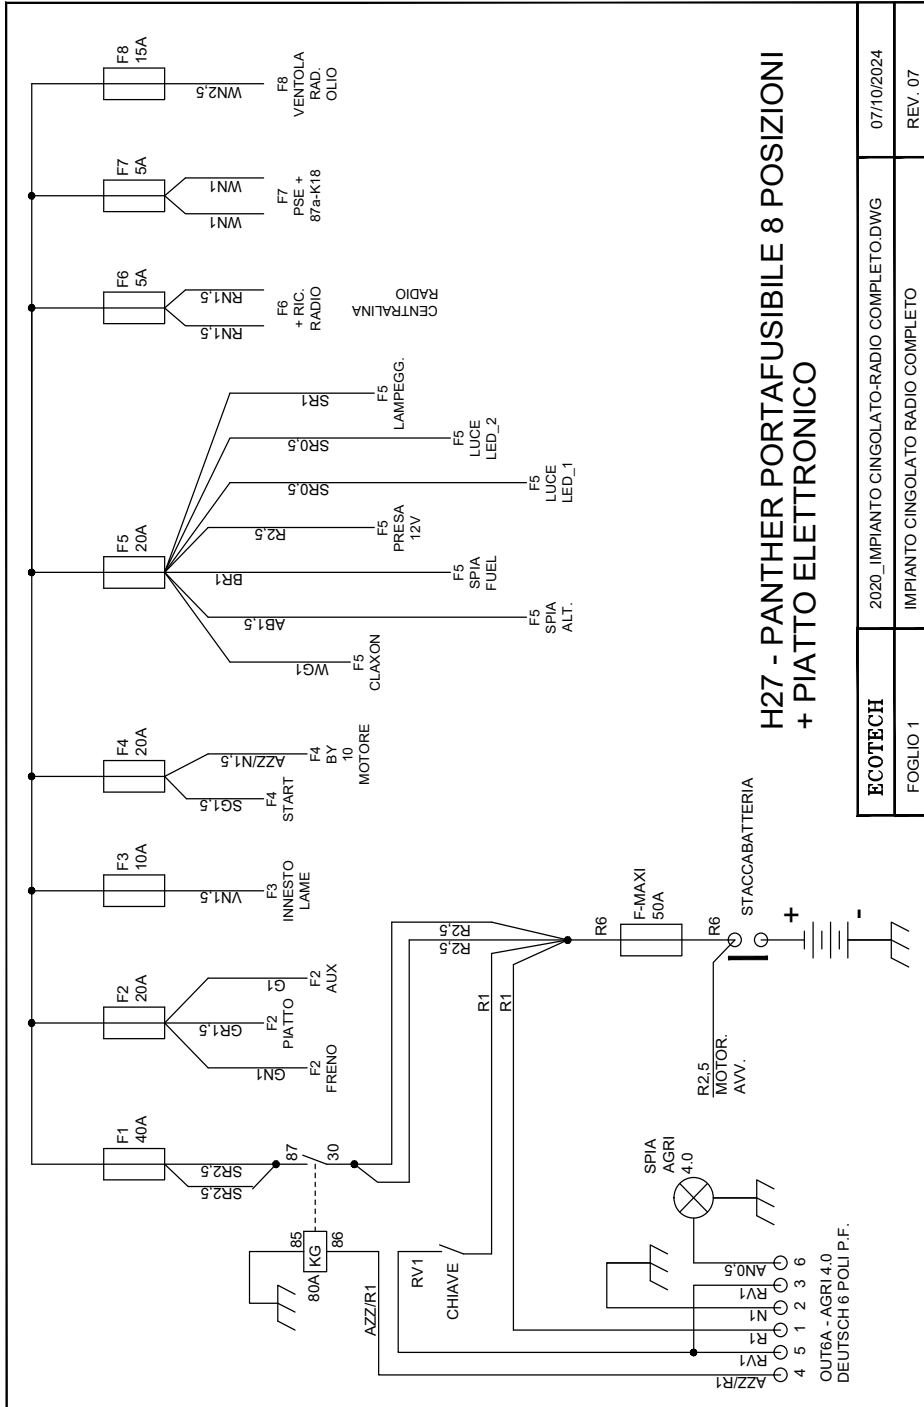 F1
40A
F2
20A
F3
10A
F4
20A
F5
20A
F6
5A
F7
5A
F8
15A
SR2.5
SR2.5
GN1
GR1,5
G1
VN1,5
SG1,5
AZZ/N1,5
WG1
AB1,5
BR1
R2,5
SR0,5
SR0,5
SR1
RN1,5
RN1,5
WN1
WN1
WN2,5
F2
FRENO
F2
PIATTO
F2
AUX
F3
INNESTO
LAME
F4
START
F4
BY
10
MOTORE
F5
CLAXON
F5
SPIA
ALT.
F5
SPIA
FUEL
F5
PRESA
12V
F5
LUCE
LED_1
F5
LUCE
LED_2
F5
LAMPEGG.
F6
+ RIC.
RADIO
CENTRALINA
RADIO
F7
PSE +
87a-K18
F8
VENTOLA
RAD.
OLIO
87
30
85
86
KG
80A
AZZ/R1
RV1
CHIAVE
R2,5
R2,5
R1
R1
R6
F-MAXI
50A
R6
STACCABATTERIA
+
-
R2,5
MOTOR.
AVV.
SPIA
AGRI
4.0
AZZ/R1
RV1
R1
N1
RV1
AN0,5
4
5
1
2
3
6
OUT6A - AGRI 4.0
DEUTSCH 6 POLI P.F.
H27 - PANTHER PORTAFUSIBILE 8 POSIZIONI
+ PIATTO ELETTRONICO
ECOTECH
2020_IMPIANTO CINGOLATO-RADIO COMPLETO.DWG
07/10/2024
FOGLIO 1
IMPIANTO CINGOLATO RADIO COMPLETO
REV. 07